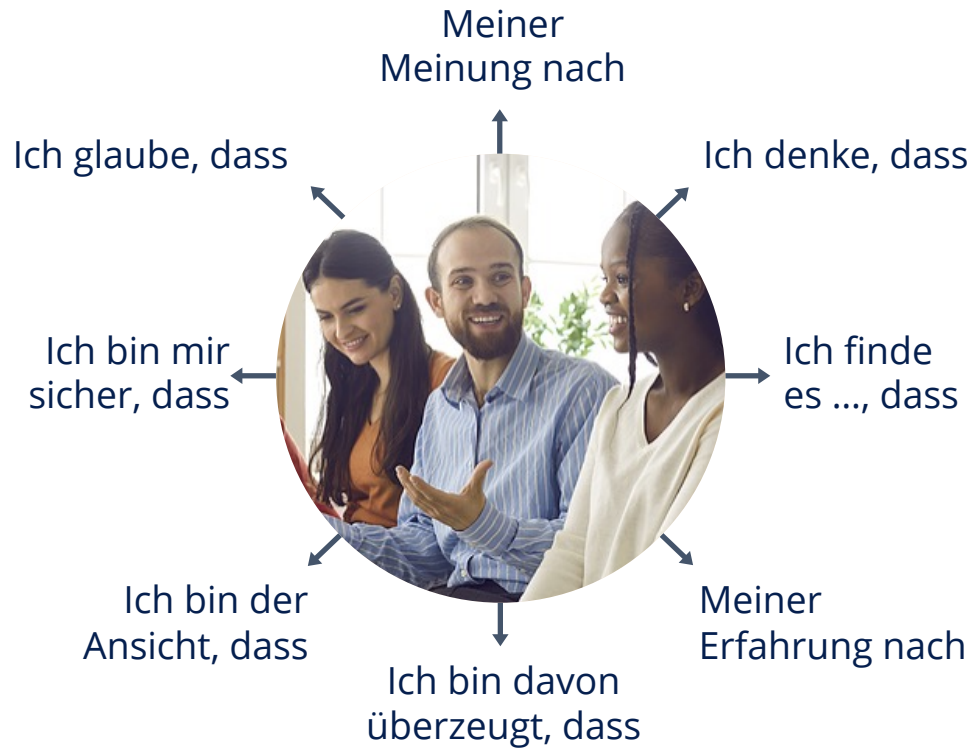 Meiner
Meinung nach
Ich glaube, dass
Ich denke, dass
Ich bin mir
sicher, dass
Ich finde
es ..., dass
Ich bin der
Ansicht, dass
Meiner
Erfahrung nach
Ich bin davon
überzeugt, dass